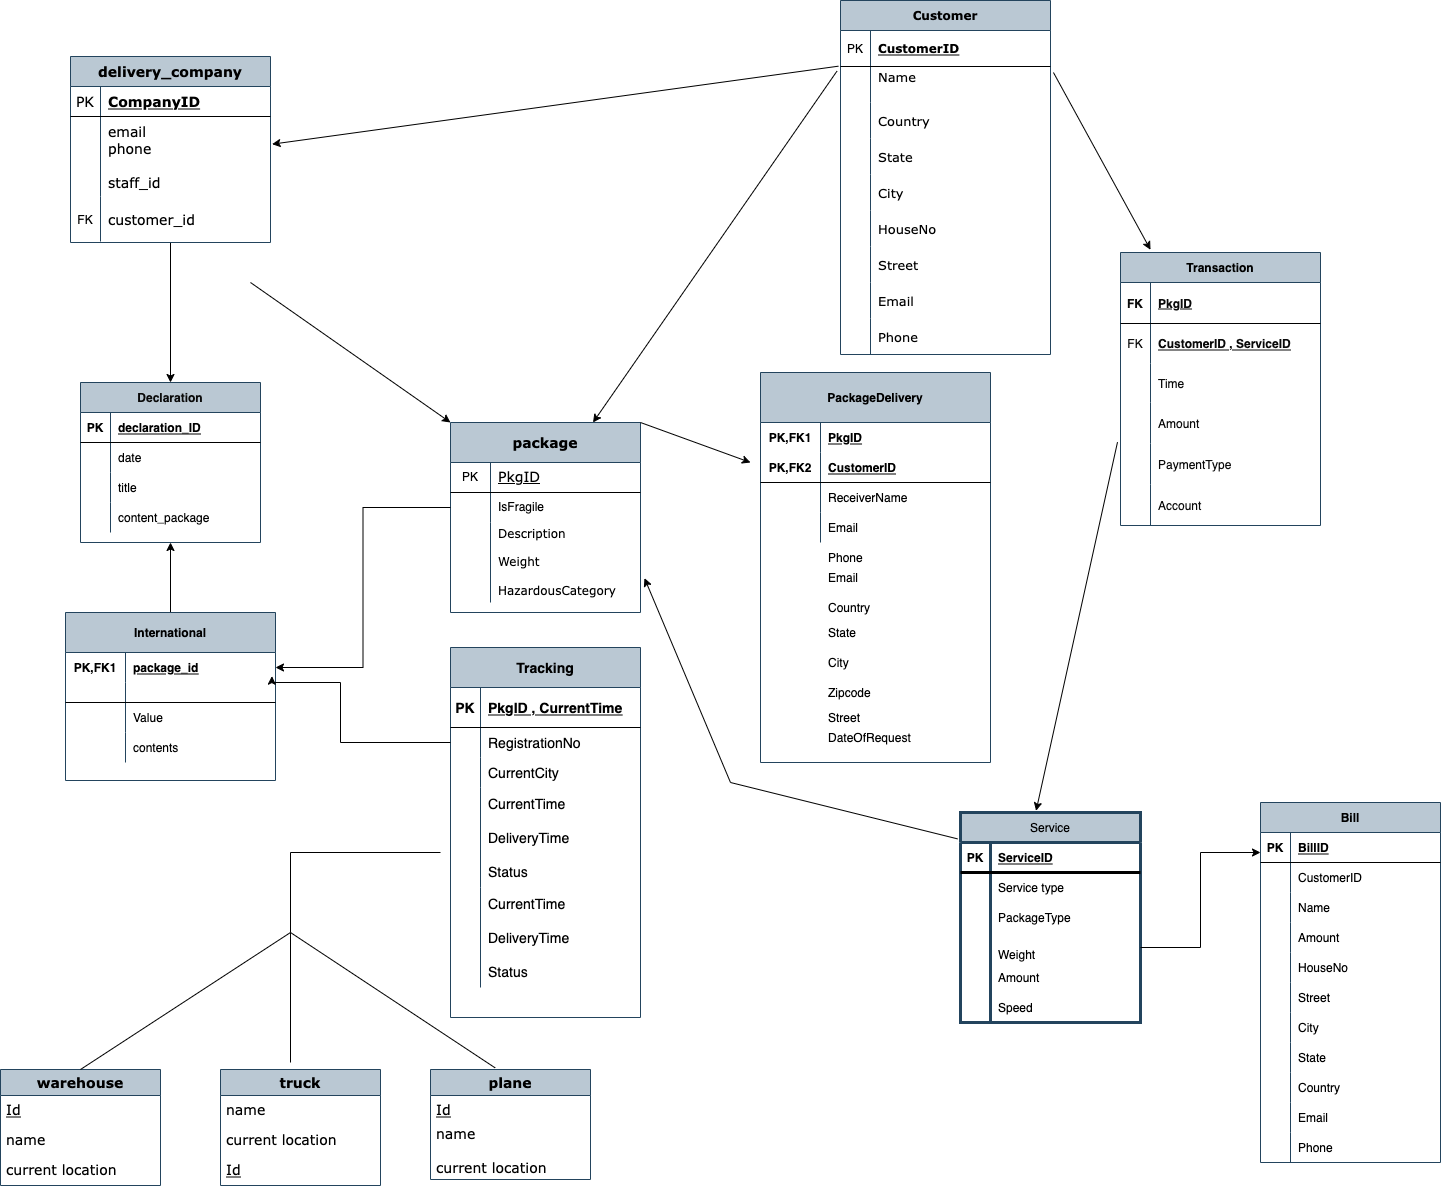 Customer
PK CustomerID
Name
Country
State
City
HouseNo
Street
Email
Phone
delivery_company
PK CompanyID
email
phone
staff_id
FK customer_id
Transaction
FK PkgID
FK CustomerID , ServiceID
Time
Amount
PaymentType
Account
Declaration
PK declaration_ID
date
title
content_package
package
PK PkgID
IsFragile
Description
Weight
HazardousCategory
PackageDelivery
PK,FK1 PkgID
PK,FK2 CustomerID
ReceiverName
Email
Phone
Email
Country
State
City
Zipcode
Street
DateOfRequest
International
PK,FK1 package_id
Value
contents
Tracking
PK PkgID , CurrentTime
RegistrationNo
CurrentCity
CurrentTime
DeliveryTime
Status
CurrentTime
DeliveryTime
Status
Service
PK ServiceID
Service type
PackageType
Weight
Amount
Speed
Bill
PK BillID
CustomerID
Name
Amount
HouseNo
Street
City
State
Country
Email
Phone
warehouse
Id
name
current location
truck
name
current location
Id
plane
Id
name
current location